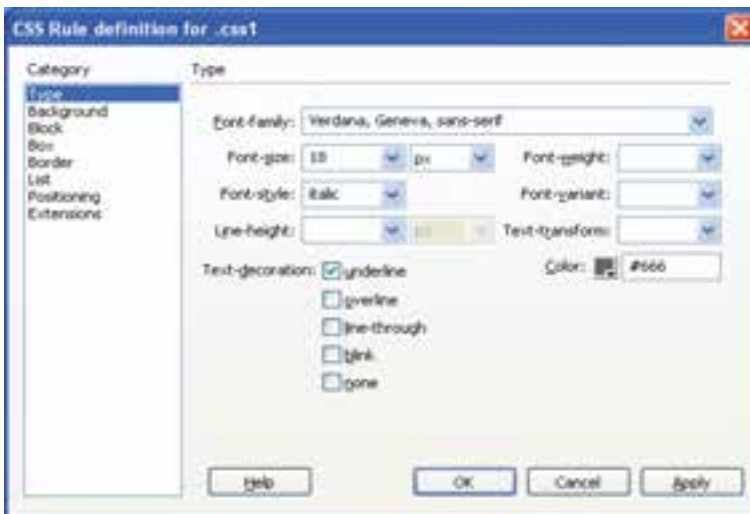 CSS Rule definition for .css1
Category
Type
Type
Background
Block
Box
Border
List
Positioning
Extensions
Font-family: Verdana, Geneva, sans-serif
Font-size: 18 px Font-weight:
Font-style: italic Font-variant:
Line-height: px Text-transform:
Text-decoration: underline Color: #666
overline
line-through
blink
none
Help OK Cancel Apply